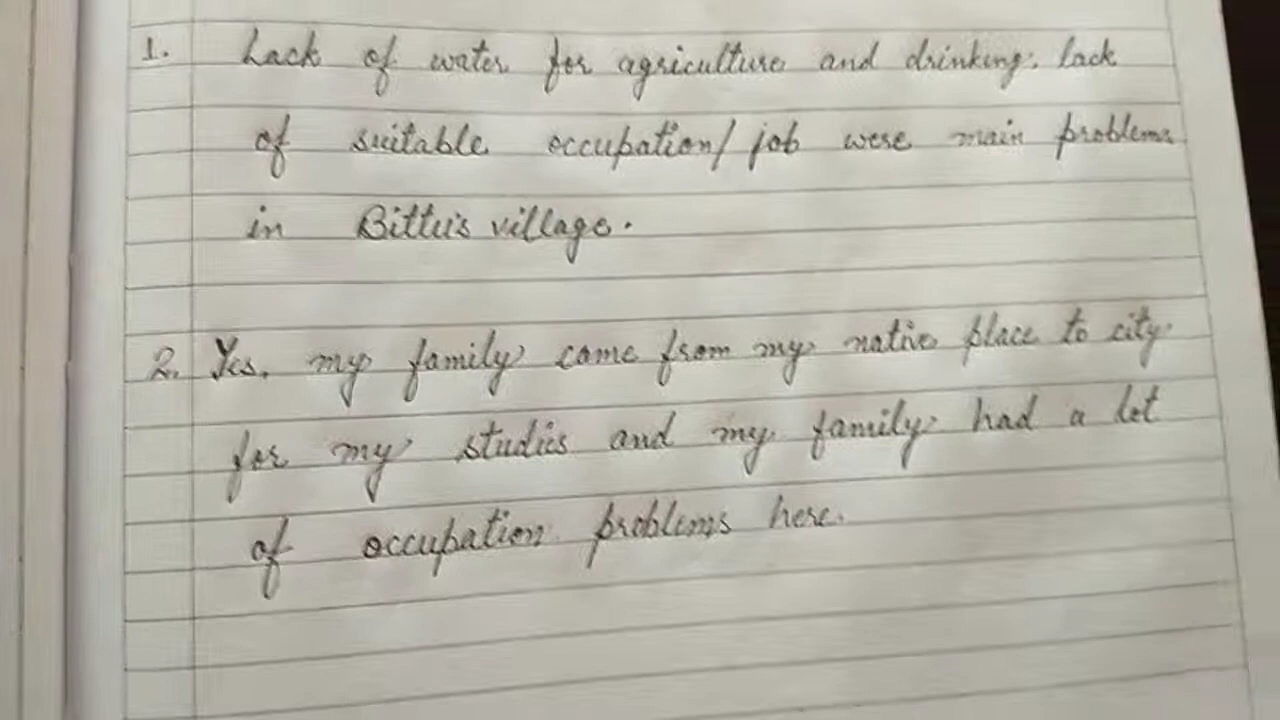 1. Lack of water for agriculture and drinking. lack
of suitable occupation/ job were main problems
in Bittu's village.
2. Yes, my family came from my native place to city
for my studies and my family had a lot
of occupation problems here.